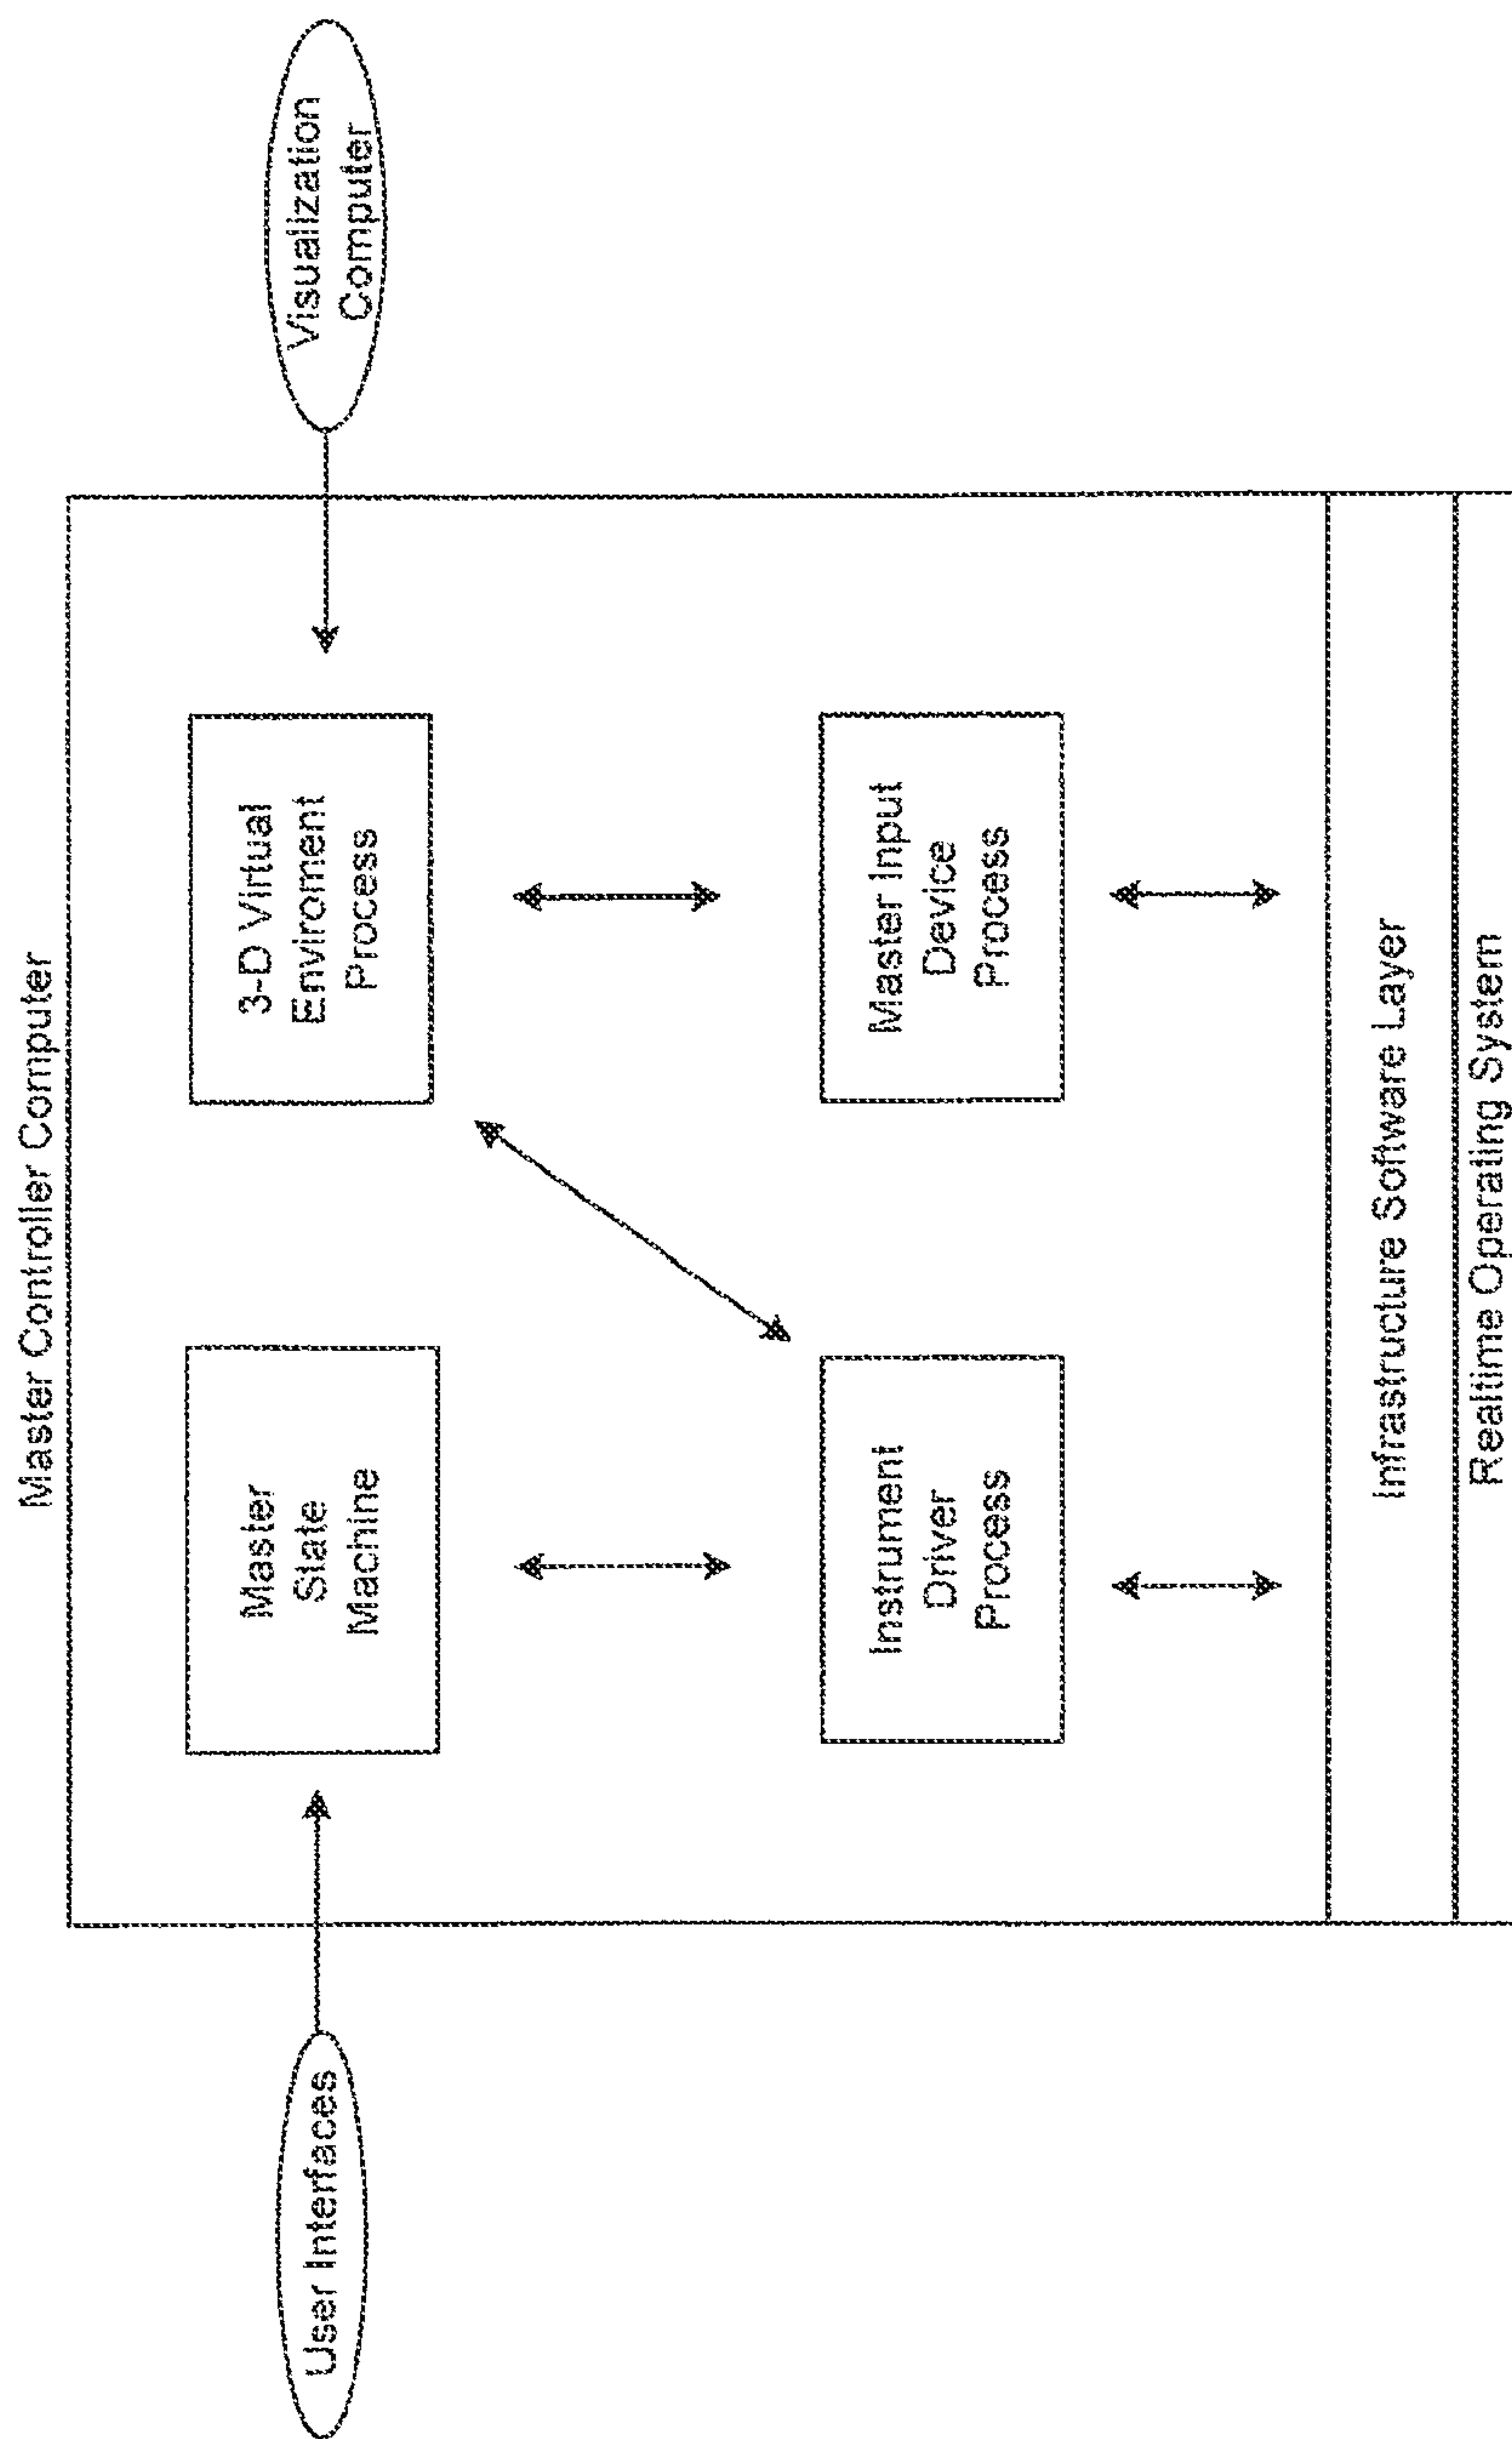 Master Controller Computer
User Interfaces
Master
State
Machine
3-D Virtual
Enviroment
Process
Visualization
Computer
Instrument
Driver
Process
Master Input
Device
Process
Infrastructure Software Layer
Realtime Operating System